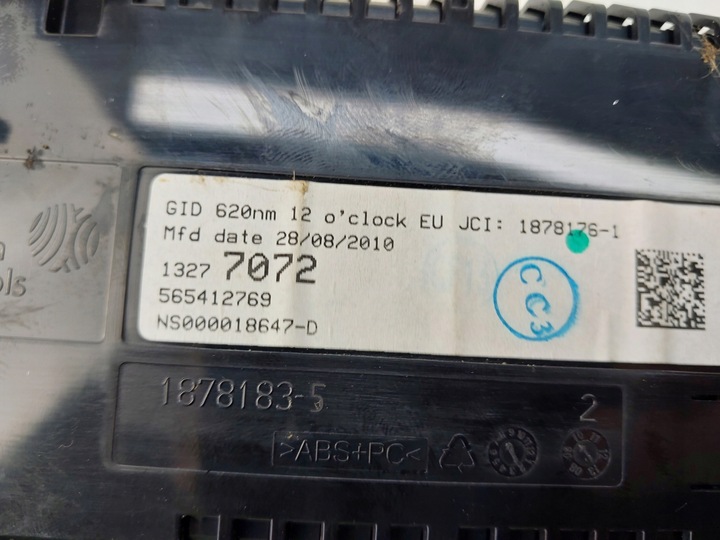 GID 620nm 12 o'clock EU JCI: 1878176-1
Mfd date 28/08/2010
1327 7072
565412769
NS000018647-D
CC3
ols
1878183-5
2
>ABS+PC<